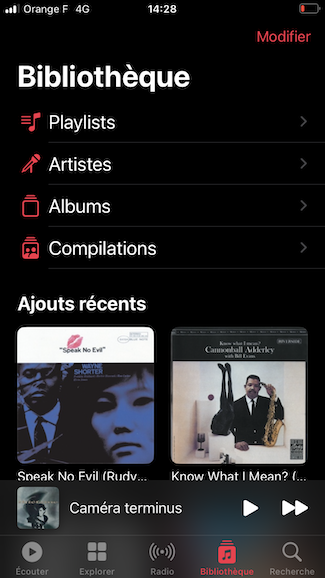 Orange F 4G 14:28
Modifier
Bibliothèque
Playlists
Artistes
Albums
Compilations
Ajouts récents
"Speak No Evil"
WAYNE
SHORTER
Know what I mean?
Cannonball Adderley
with Bill Evans
RIVERSIDE
Speak No Evil (Rudy...
Know What I Mean? (...
Caméra terminus
Écouter
Explorer
Radio
Bibliothèque
Recherche